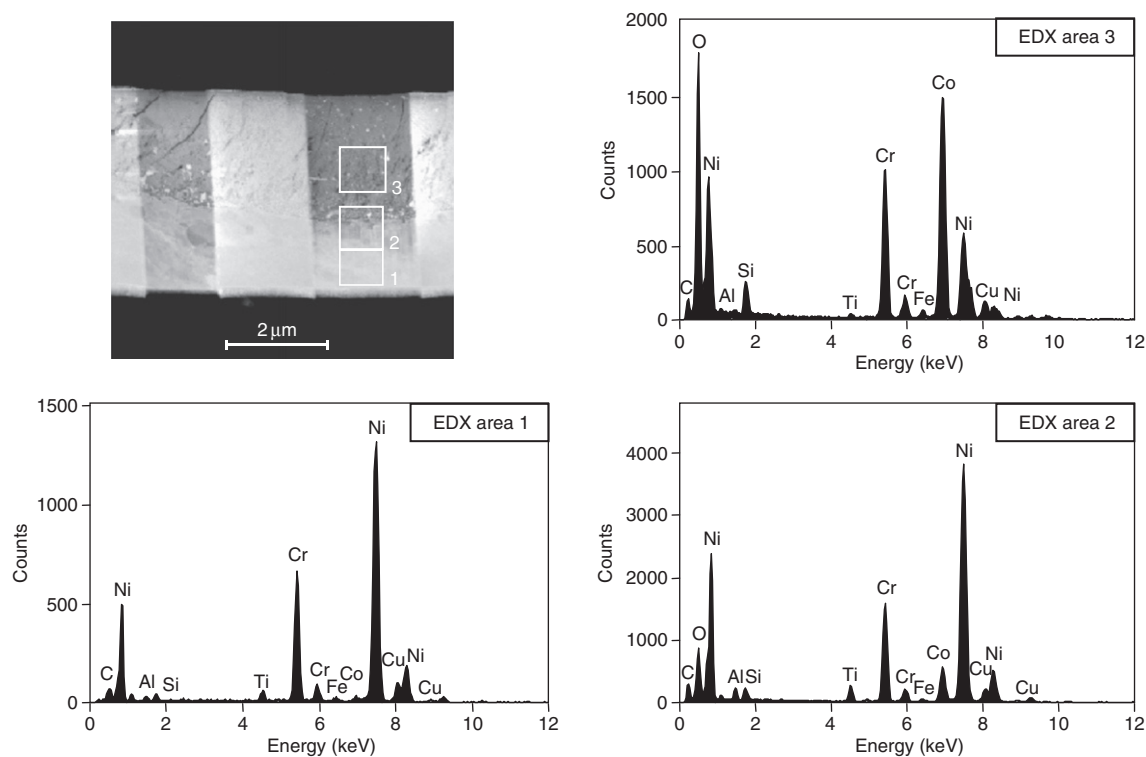 3
2
1
2 µm
EDX area 3
2000
1500
1000
500
0
Counts
O
Ni
C
Al
Si
Ti
Cr
Cr
Fe
Co
Ni
Cu
Ni
0 2 4 6 8 10 12
Energy (keV)
EDX area 1
1500
1000
500
0
Counts
C
Ni
Al
Si
Ti
Cr
Cr
Fe
Co
Ni
Cu
Ni
Cu
0 2 4 6 8 10 12
Energy (keV)
EDX area 2
4000
3000
2000
1000
0
Counts
C
O
Ni
Al
Si
Ti
Cr
Cr
Fe
Co
Ni
Cu
Ni
Cu
0 2 4 6 8 10 12
Energy (keV)